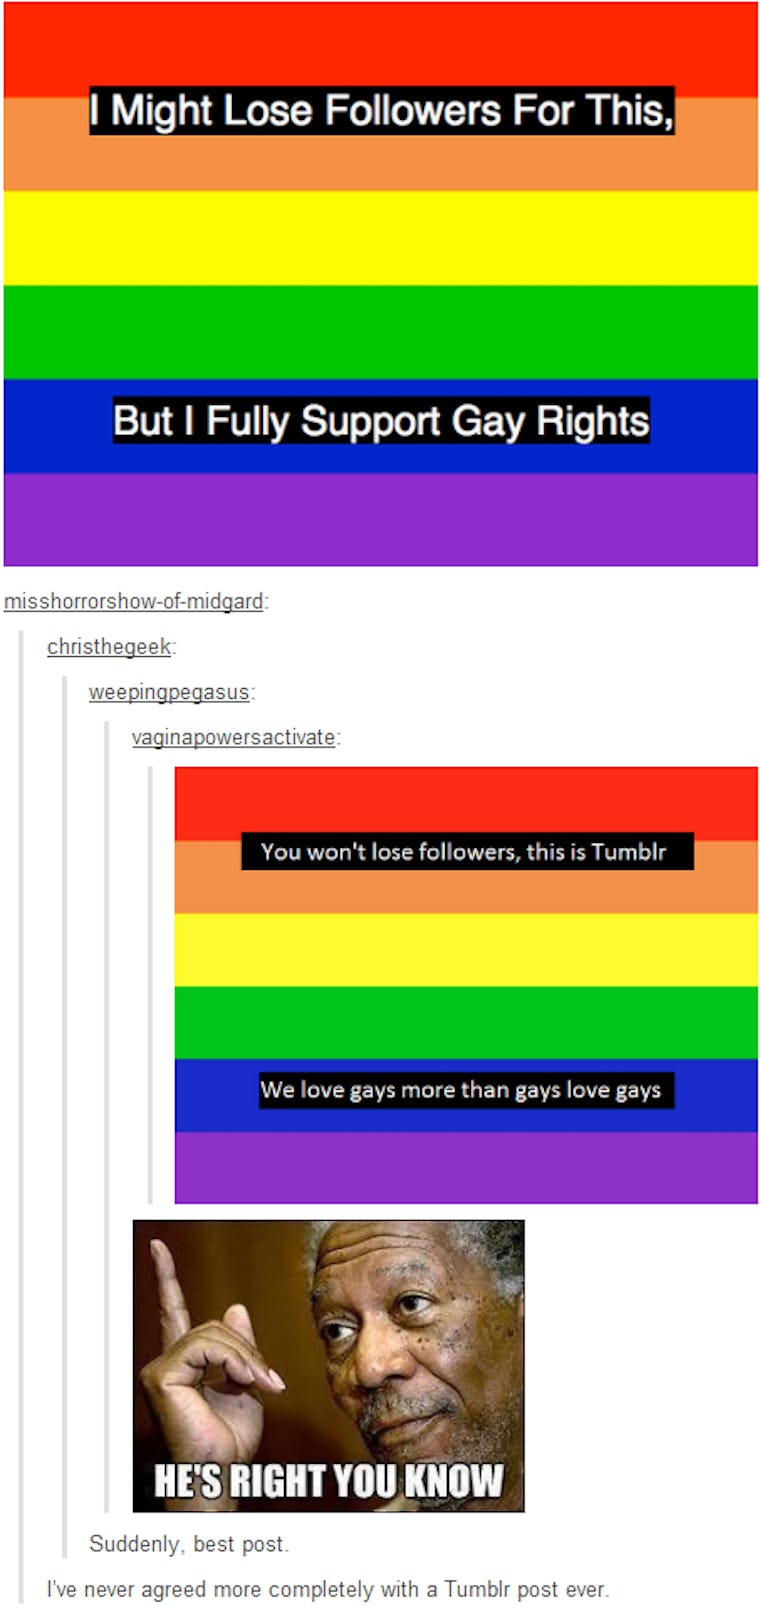 I Might Lose Followers For This,
But I Fully Support Gay Rights
misshorrorshow-of-midgard:
christhegeek:
weepingpegasus:
vaginapowersactivate:
You won't lose followers, this is Tumblr
We love gays more than gays love gays
HE'S RIGHT YOU KNOW
Suddenly, best post.
I've never agreed more completely with a Tumblr post ever.